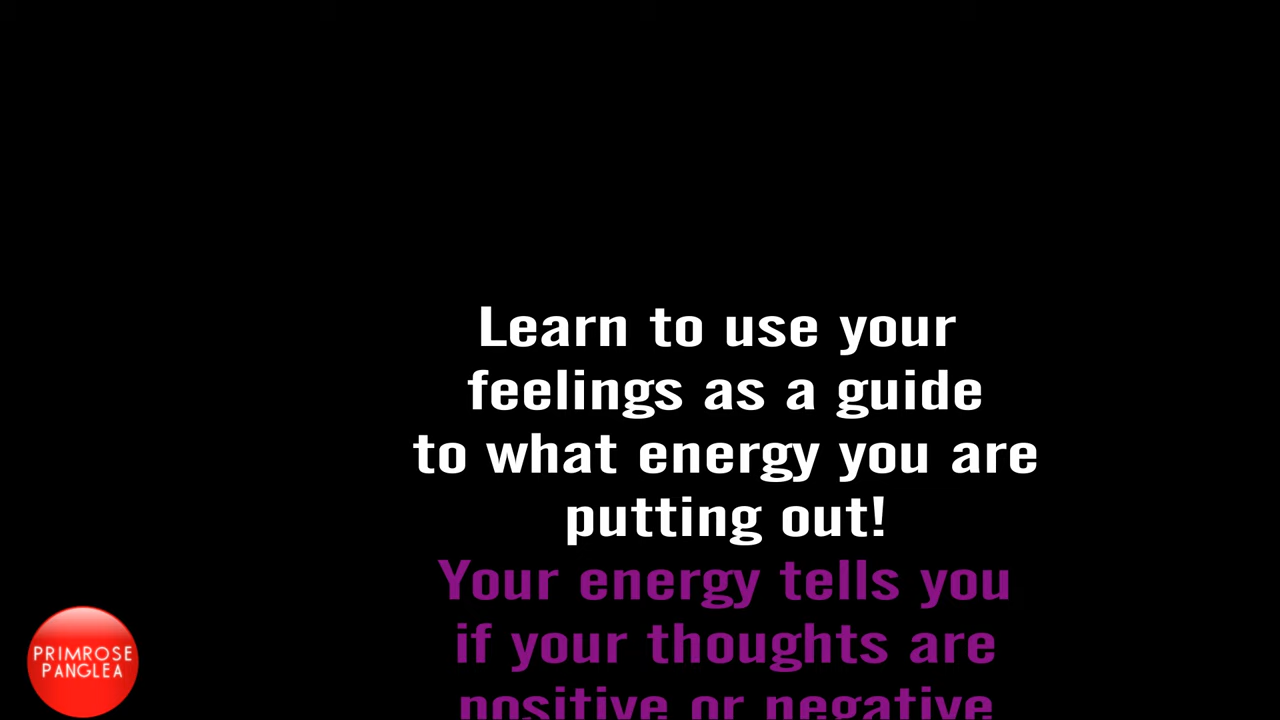 Learn to use your
feelings as a guide
to what energy you are
putting out!
Your energy tells you
if your thoughts are
positive or negative
PRIMROSE
PANGLEA